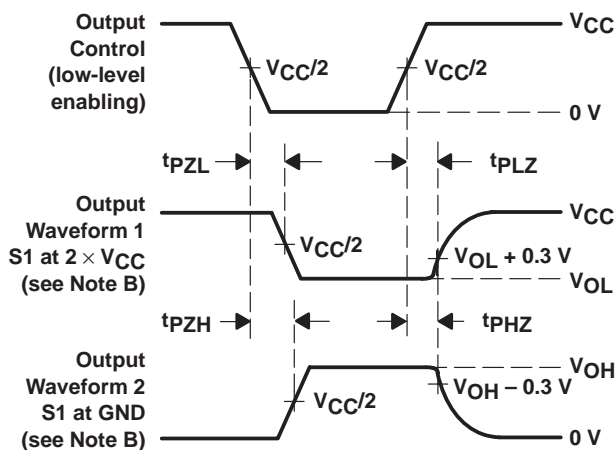 Output
Control
(low-level
enabling)
VCC/2
VCC/2
VCC
0 V
tPZL
tPLZ
Output
Waveform 1
S1 at 2 × VCC
(see Note B)
VCC/2
VCC
VOL + 0.3 V
VOL
tPZH
tPHZ
Output
Waveform 2
S1 at GND
(see Note B)
VCC/2
VOH
VOH − 0.3 V
0 V